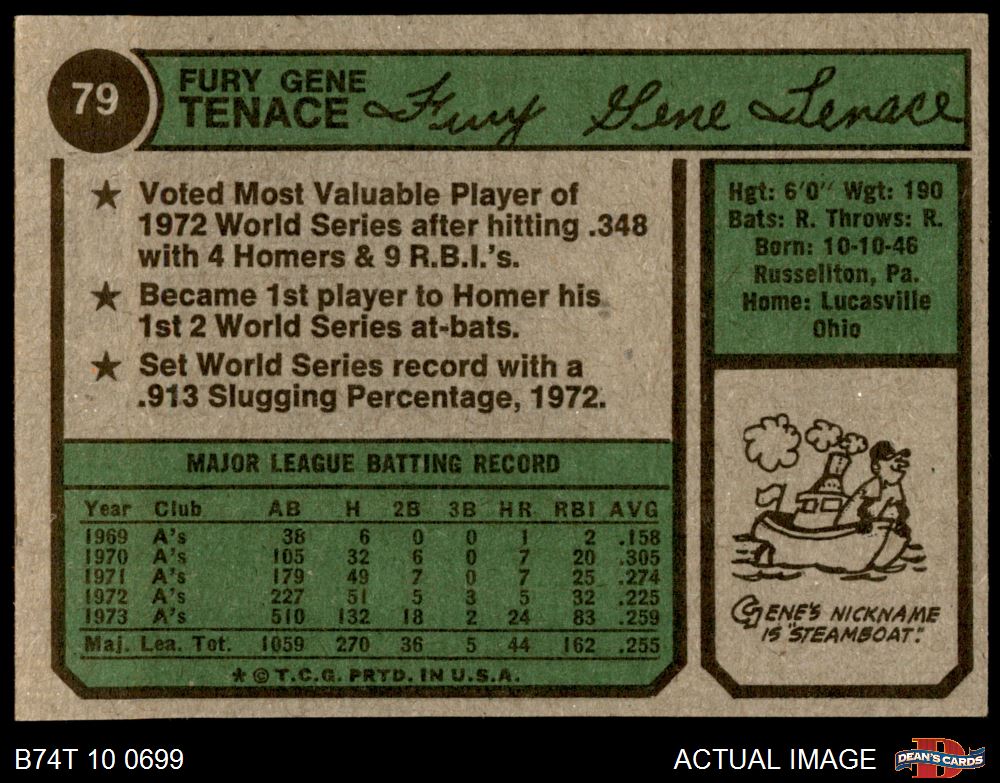 79
FURY GENE
TENACE
Fury Gene Tenace
★ Voted Most Valuable Player of
1972 World Series after hitting .348
with 4 Homers & 9 R.B.I.'s.
★ Became 1st player to Homer his
1st 2 World Series at-bats.
★ Set World Series record with a
.913 Slugging Percentage, 1972.
Hgt: 6'0" Wgt: 190
Bats: R. Throws: R.
Born: 10-10-46
Russellton, Pa.
Home: Lucasville
Ohio
MAJOR LEAGUE BATTING RECORD
Year Club AB H 2B 3B HR RBI AVG
1969 A's 38 6 0 0 1 2 .158
1970 A's 105 32 6 0 7 20 .305
1971 A's 179 49 7 0 7 25 .274
1972 A's 227 51 5 3 5 32 .225
1973 A's 510 132 18 2 24 83 .259
Maj. Lea. Tot. 1059 270 36 5 44 162 .255
★ © T.C.G. PRTD. IN U.S.A.
GENE'S NICKNAME
IS "STEAMBOAT."
B74T 10 0699
ACTUAL IMAGE
D
DEAN'S CARDS